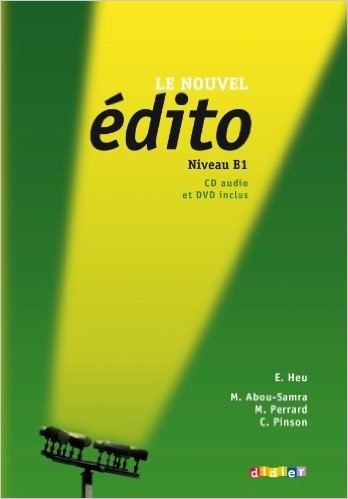 LE NOUVEL
édito
Niveau B1
CD audio
et DVD inclus
E. Heu
M. Abou-Samra
M. Perrard
C. Pinson
didier